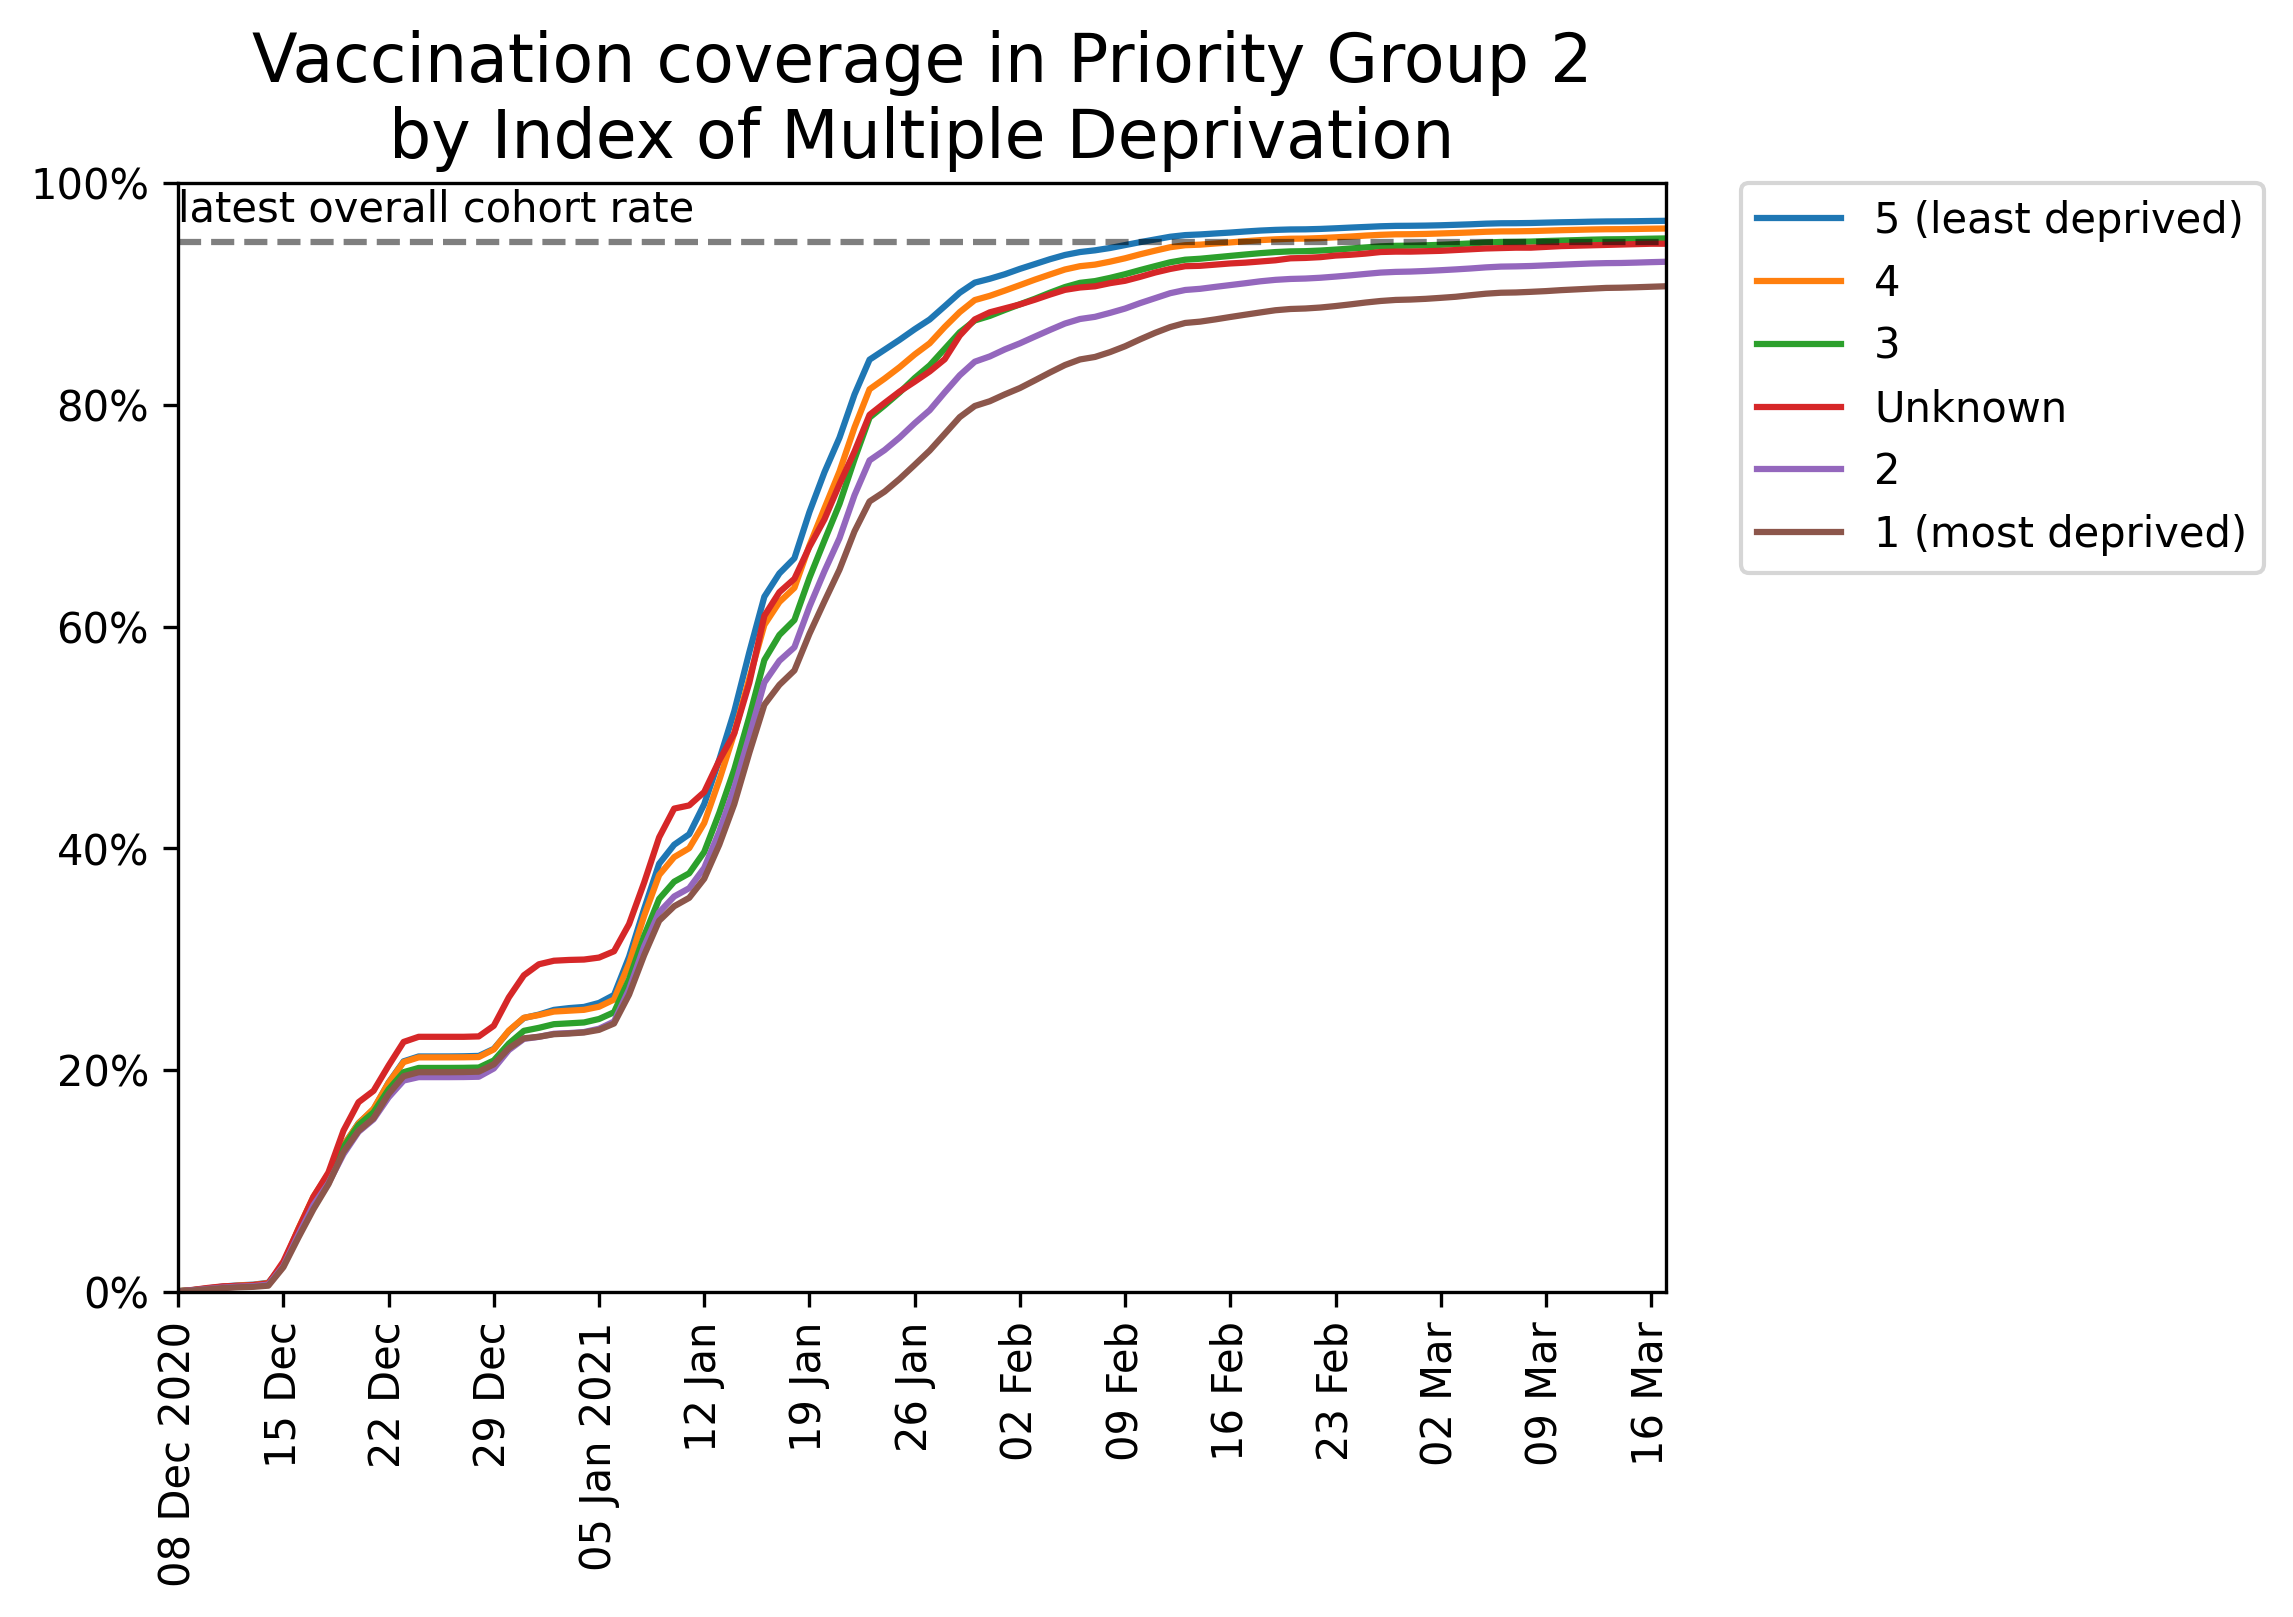 Vaccination coverage in Priority Group 2
by Index of Multiple Deprivation
100%
80%
60%
40%
20%
0%
latest overall cohort rate
08 Dec 2020
15 Dec
22 Dec
29 Dec
05 Jan 2021
12 Jan
19 Jan
26 Jan
02 Feb
09 Feb
16 Feb
23 Feb
02 Mar
09 Mar
16 Mar
5 (least deprived)
4
3
Unknown
2
1 (most deprived)